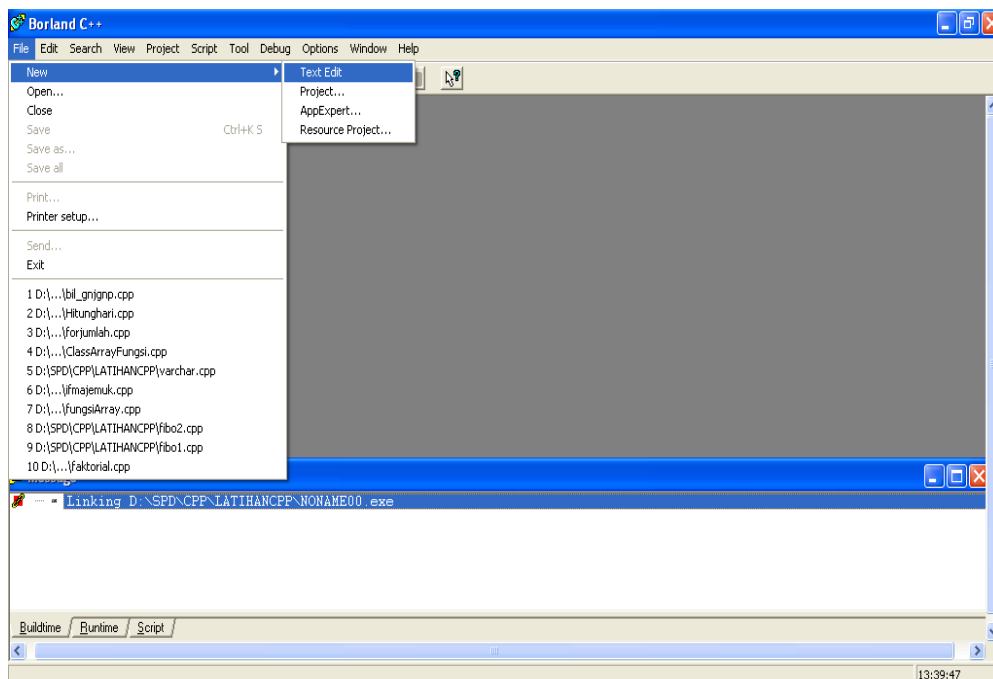 Borland C++
File Edit Search View Project Script Tool Debug Options Window Help
New
Open...
Close
Save Ctrl+K S
Save as...
Save all
Print...
Printer setup...
Send...
Exit
1 D:\...\bil_gnjgnp.cpp
2 D:\...\Hitunghari.cpp
3 D:\...\forjumlah.cpp
4 D:\...\ClassArrayFungsi.cpp
5 D:\SPD\CPP\LATIHANCPP\varchar.cpp
6 D:\...\ifmajemuk.cpp
7 D:\...\fungsiArray.cpp
8 D:\SPD\CPP\LATIHANCPP\fibo2.cpp
9 D:\SPD\CPP\LATIHANCPP\fibo1.cpp
10 D:\...\faktorial.cpp
Text Edit
Project...
AppExpert...
Resource Project...
Linking D:\SPD\CPP\LATIHANCPP\NONAME00.exe
Buildtime Runtime Script
13:39:47